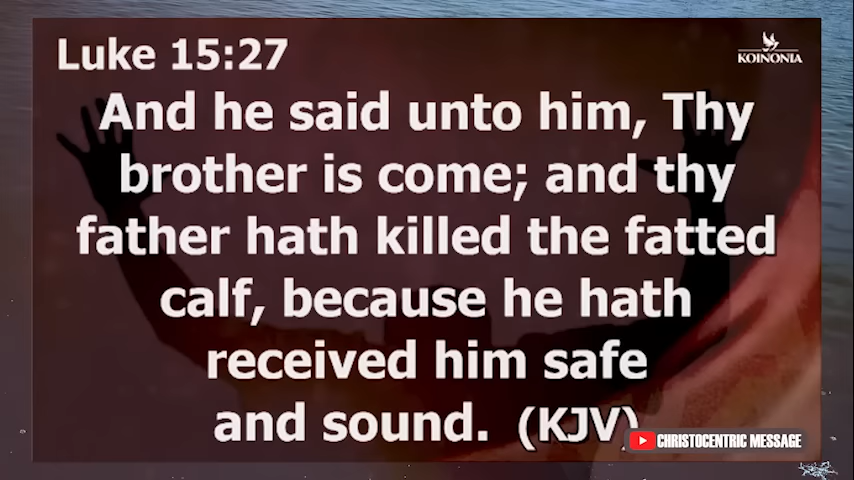 Luke 15:27
KOINONIA
And he said unto him, Thy
brother is come; and thy
father hath killed the fatted
calf, because he hath
received him safe
and sound. (KJV)
CHRISTOCENTRIC MESSAGE